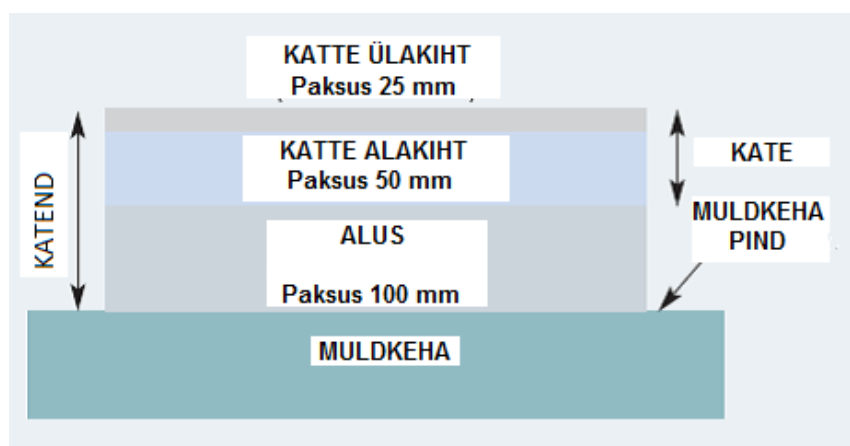 KATTE ÜLAKIHT
Paksus 25 mm
KATTE ALAKIHT
Paksus 50 mm
KATE
KATEND
MULDKEHA
PIND
ALUS
Paksus 100 mm
MULDKEHA